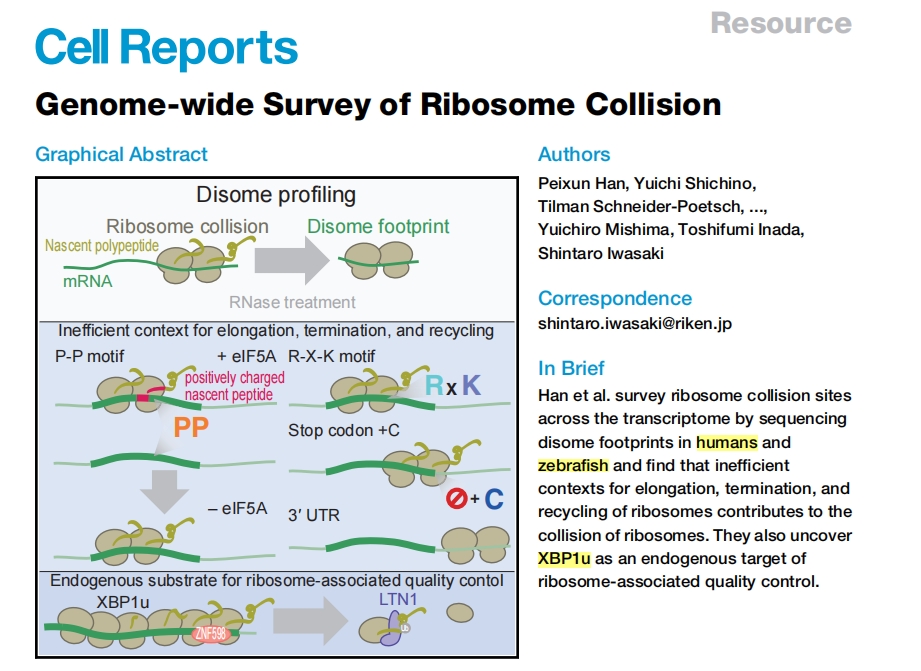 Resource
Cell Reports
Genome-wide Survey of Ribosome Collision
Graphical Abstract
Disome profiling
Ribosome collision
Disome footprint
Nascent polypeptide
mRNA
RNase treatment
Inefficient context for elongation, termination, and recycling
P-P motif
+ eIF5A
positively charged
nascent peptide
PP
– eIF5A
R-X-K motif
R x K
Stop codon +C
+ C
3′ UTR
Endogenous substrate for ribosome-associated quality contol
XBP1u
ZNF598
LTN1
Authors
Peixun Han, Yuichi Shichino,
Tilman Schneider-Poetsch, ...,
Yuichiro Mishima, Toshifumi Inada,
Shintaro Iwasaki
Correspondence
shintaro.iwasaki@riken.jp
In Brief
Han et al. survey ribosome collision sites
across the transcriptome by sequencing
disome footprints in humans and
zebrafish and find that inefficient
contexts for elongation, termination, and
recycling of ribosomes contributes to the
collision of ribosomes. They also uncover
XBP1u as an endogenous target of
ribosome-associated quality control.